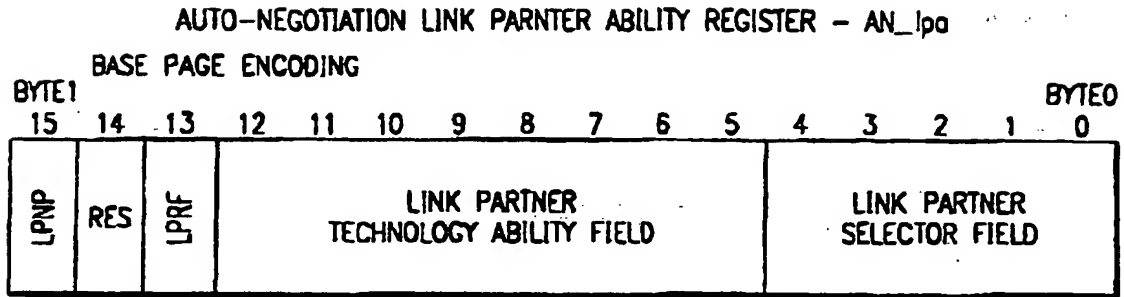 AUTO-NEGOTIATION LINK PARNTER ABILITY REGISTER - AN_lpa
BASE PAGE ENCODING
BYTE1 BYTE0
15 14 13 12 11 10 9 8 7 6 5 4 3 2 1 0
LPNP RES LPRF LINK PARTNER TECHNOLOGY ABILITY FIELD LINK PARTNER SELECTOR FIELD